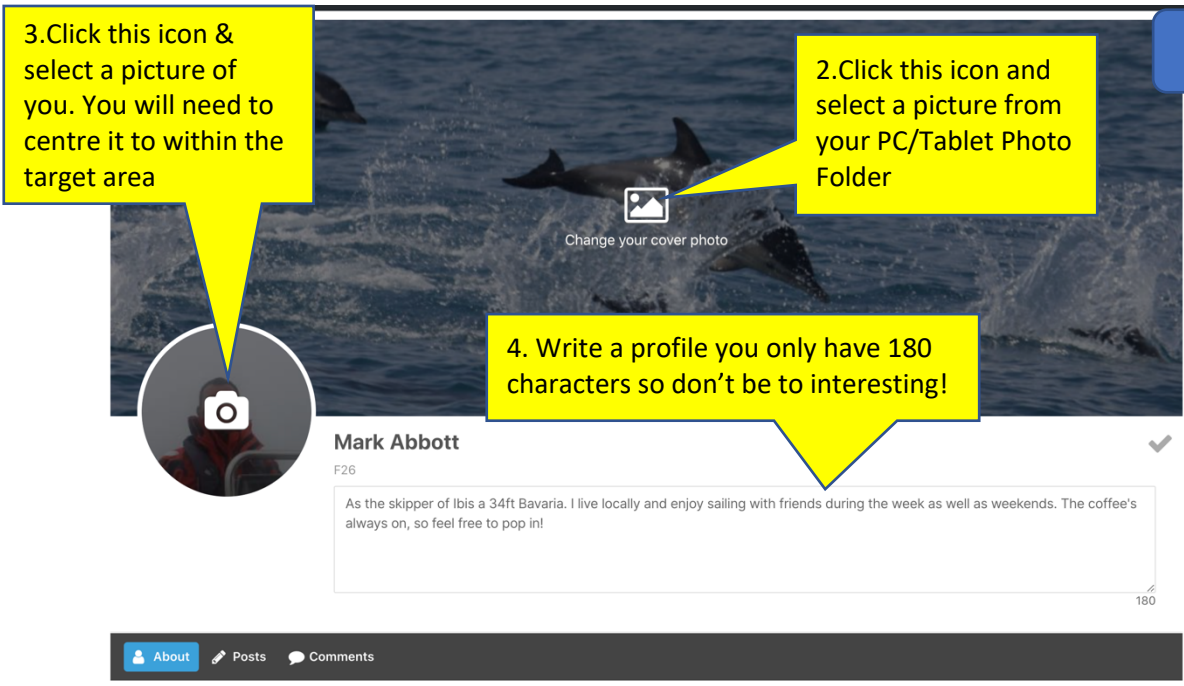 3.Click this icon &
select a picture of
you. You will need to
centre it to within the
target area
2.Click this icon and
select a picture from
your PC/Tablet Photo
Folder
Change your cover photo
4. Write a profile you only have 180
characters so don’t be to interesting!
Mark Abbott
F26
As the skipper of Ibis a 34ft Bavaria. I live locally and enjoy sailing with friends during the week as well as weekends. The coffee's
always on, so feel free to pop in!
180
About Posts Comments